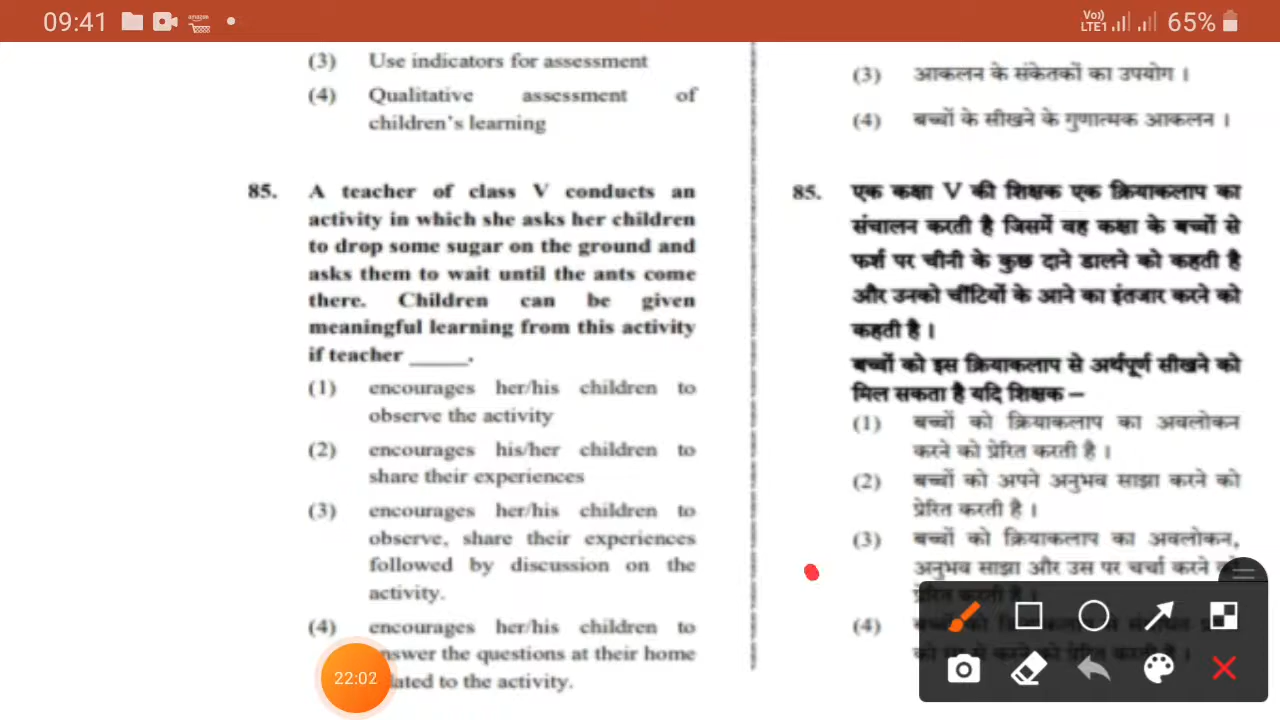 09:41
amazon
Vo))
LTE1
65%
(3) Use indicators for assessment
(4) Qualitative assessment of
children's learning
85. A teacher of class V conducts an
activity in which she asks her children
to drop some sugar on the ground and
asks them to wait until the ants come
there. Children can be given
meaningful learning from this activity
if teacher _____.
(1) encourages her/his children to
observe the activity
(2) encourages his/her children to
share their experiences
(3) encourages her/his children to
observe, share their experiences
followed by discussion on the
activity.
(4) encourages her/his children to
answer the questions at their home
related to the activity.
22:02
(3) आकलन के संकेतकों का उपयोग ।
(4) बच्चों के सीखने के गुणात्मक आकलन ।
85. एक कक्षा V की शिक्षक एक क्रियाकलाप का
संचालन करती है जिसमें वह कक्षा के बच्चों से
फर्श पर चीनी के कुछ दाने डालने को कहती है
और उनको चींटियों के आने का इंतजार करने को
कहती है ।
बच्चों को इस क्रियाकलाप से अर्थपूर्ण सीखने को
मिल सकता है यदि शिक्षक –
(1) बच्चों को क्रियाकलाप का अवलोकन
करने को प्रेरित करती है ।
(2) बच्चों को अपने अनुभव साझा करने को
प्रेरित करती है ।
(3) बच्चों को क्रियाकलाप का अवलोकन,
अनुभव साझा और उस पर चर्चा करने को
प्रेरित करती है ।
(4) बच्चों को